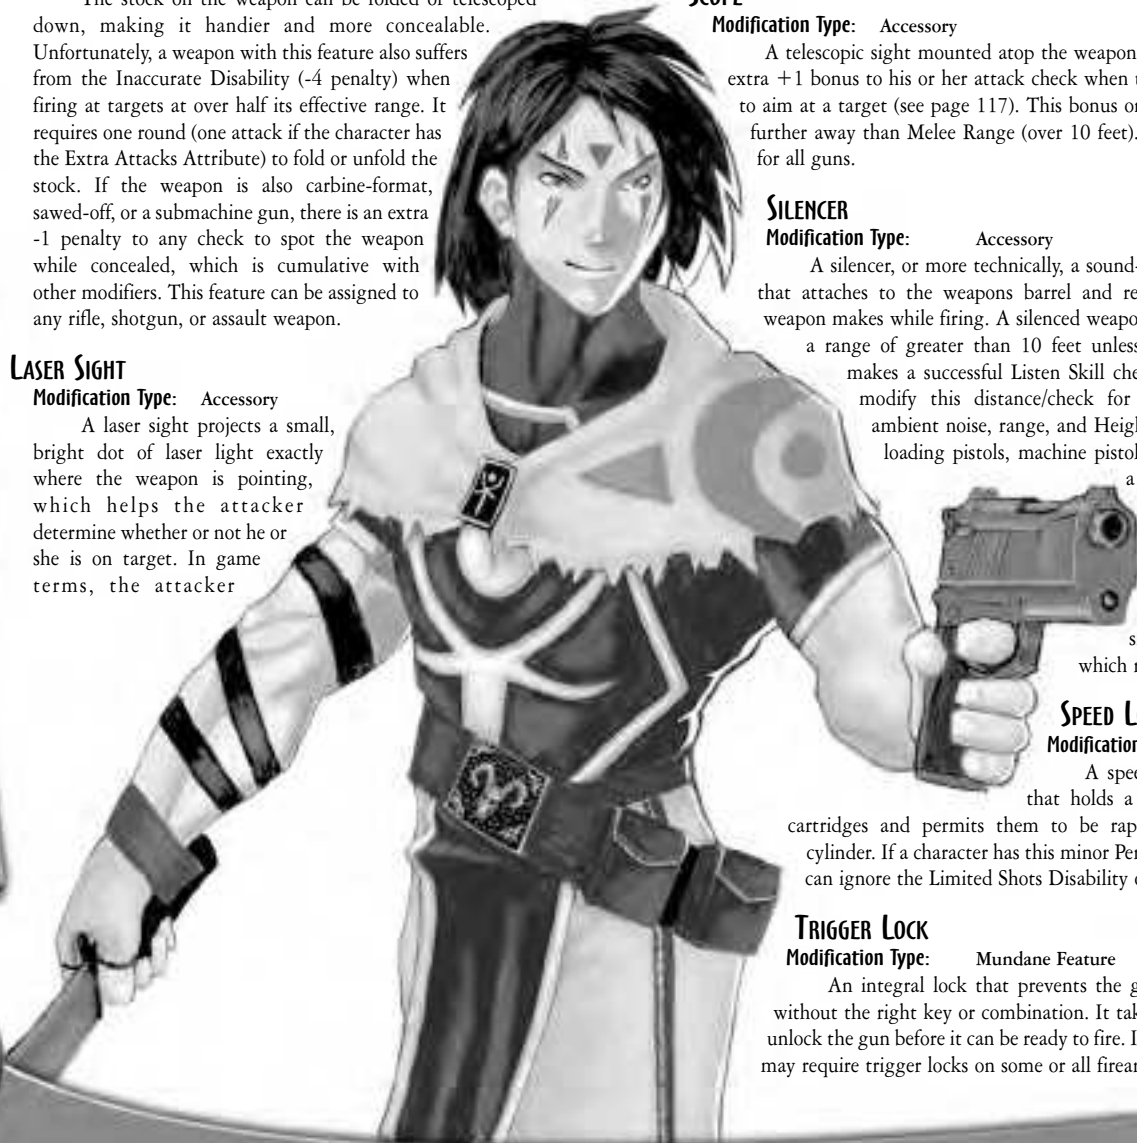 The stock on the weapon can be folded or telescoped
down, making it handier and more concealable.
Unfortunately, a weapon with this feature also suffers
from the Inaccurate Disability (-4 penalty) when
firing at targets at over half its effective range. It
requires one round (one attack if the character has
the Extra Attacks Attribute) to fold or unfold the
stock. If the weapon is also carbine-format,
sawed-off, or a submachine gun, there is an extra
-1 penalty to any check to spot the weapon
while concealed, which is cumulative with
other modifiers. This feature can be assigned to
any rifle, shotgun, or assault weapon.
LASER SIGHT
Modification Type: Accessory
A laser sight projects a small,
bright dot of laser light exactly
where the weapon is pointing,
which helps the attacker
determine whether or not he or
she is on target. In game
terms, the attacker
SCOPE
Modification Type: Accessory
A telescopic sight mounted atop the weapon
extra +1 bonus to his or her attack check when
to aim at a target (see page 117). This bonus
further away than Melee Range (over 10 feet).
for all guns.
SILENCER
Modification Type: Accessory
A silencer, or more technically, a sound-
that attaches to the weapons barrel and re
weapon makes while firing. A silenced weapo
a range of greater than 10 feet unless
makes a successful Listen Skill che
modify this distance/check for
ambient noise, range, and Heigh
loading pistols, machine pistol
a
s
which r
SPEED L
Modification
A spee
that holds a
cartridges and permits them to be rap
cylinder. If a character has this minor Per
can ignore the Limited Shots Disability
TRIGGER LOCK
Modification Type: Mundane Feature
An integral lock that prevents the g
without the right key or combination. It tak
unlock the gun before it can be ready to fire. I
may require trigger locks on some or all firear